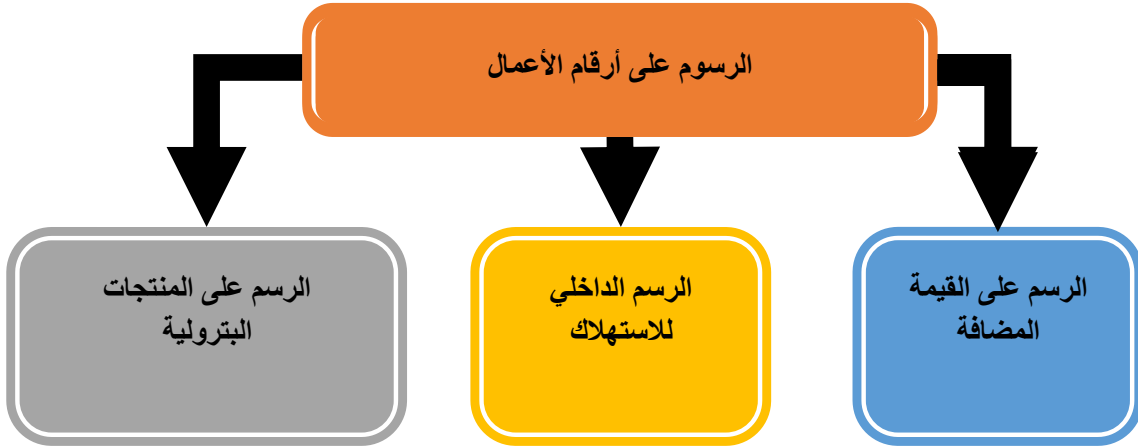 الرسوم على أرقام الأعمال
الرسم على القيمة
المضافة
الرسم الداخلي
للاستهلاك
الرسم على المنتجات
البترولية